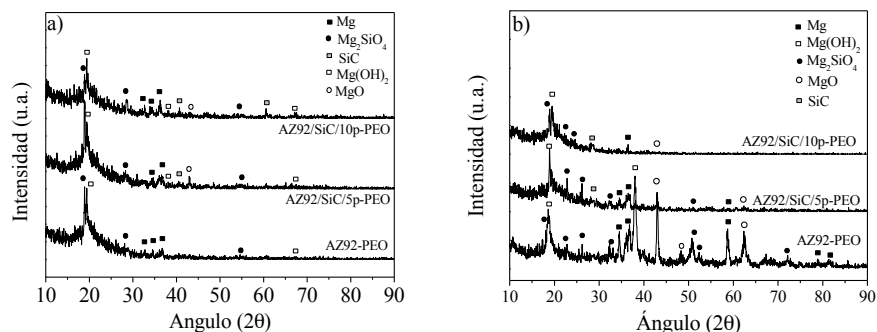 a)
Mg
Mg2SiO4
SiC
Mg(OH)2
MgO
Intensidad (u.a.)
AZ92/SiC/10p-PEO
AZ92/SiC/5p-PEO
AZ92-PEO
10 20 30 40 50 60 70 80 90
Angulo (2θ)
b)
Mg
Mg(OH)2
Mg2SiO4
MgO
SiC
Intensidad (u.a.)
AZ92/SiC/10p-PEO
AZ92/SiC/5p-PEO
AZ92-PEO
10 20 30 40 50 60 70 80 90
Ángulo (2θ)